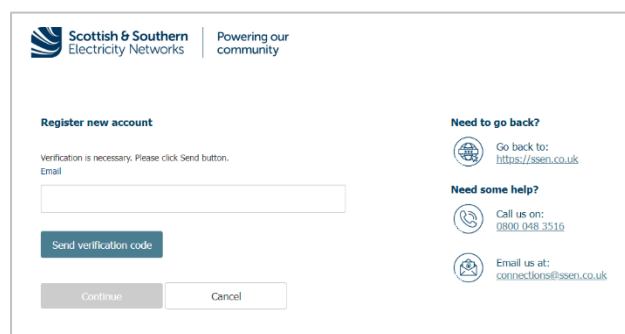 Scottish & Southern
Electricity Networks
Powering our
community
Register new account
Verification is necessary. Please click Send button.
Email
Send verification code
Continue
Cancel
Need to go back?
Go back to:
https://ssen.co.uk
Need some help?
Call us on:
0800 048 3516
Email us at:
connections@ssen.co.uk